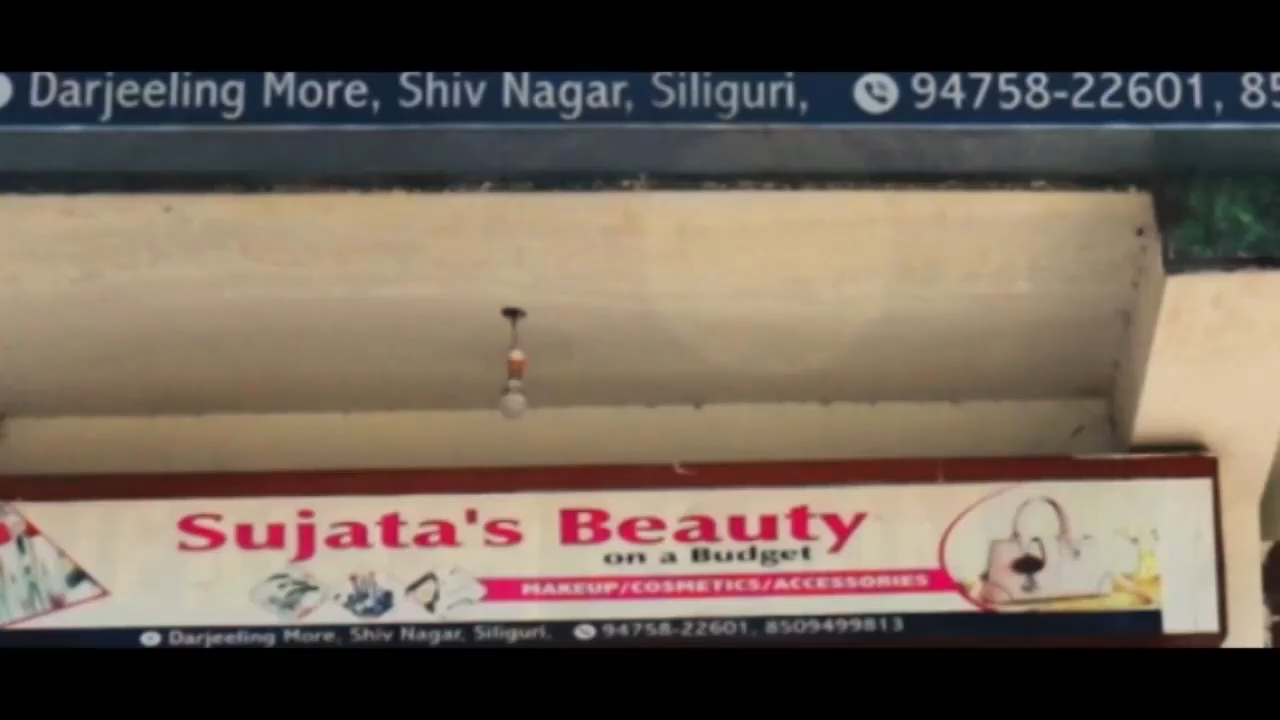 Darjeeling More, Shiv Nagar, Siliguri, 94758-22601, 85
Sujata's Beauty
on a Budget
MAKEUP/COSMETICS/ACCESSORIES
Darjeeling More, Shiv Nagar, Siliguri, 94758-22601, 8509499813